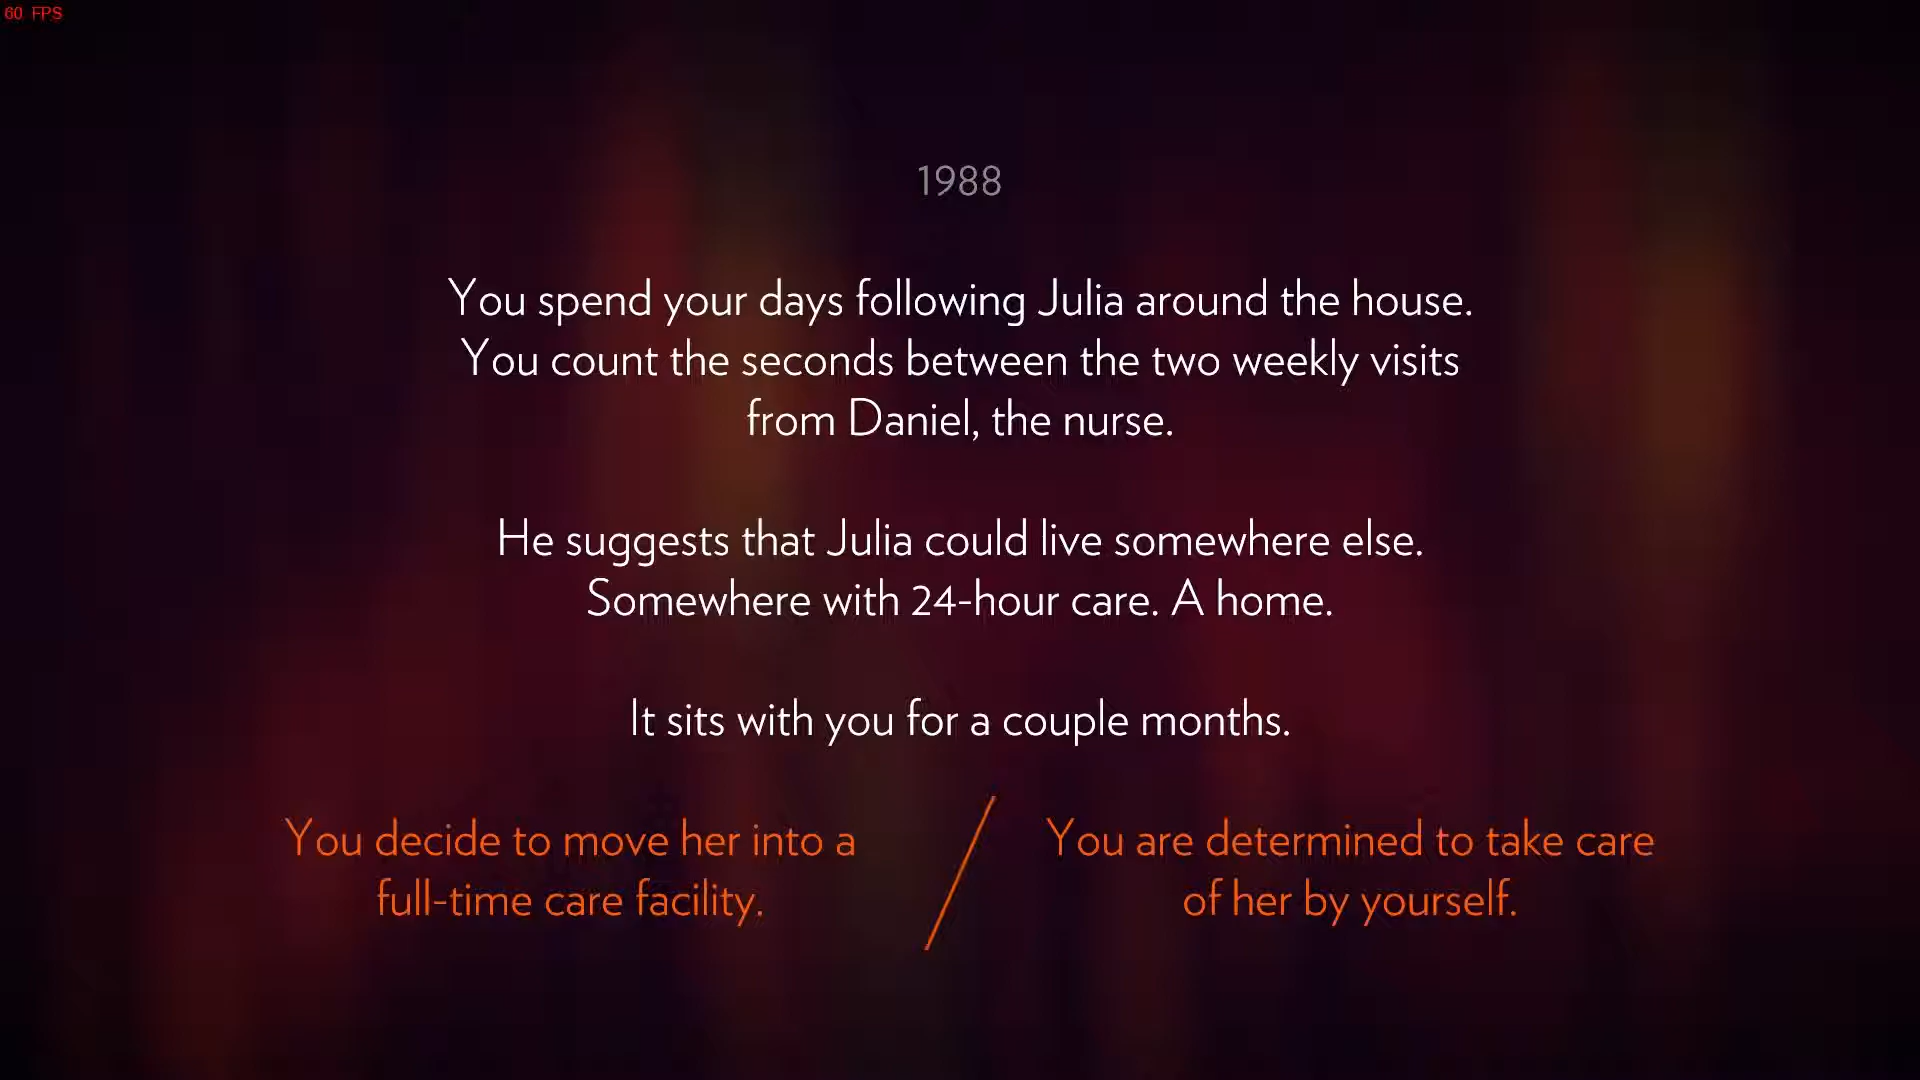 60 FPS
1988
You spend your days following Julia around the house.
You count the seconds between the two weekly visits
from Daniel, the nurse.
He suggests that Julia could live somewhere else.
Somewhere with 24-hour care. A home.
It sits with you for a couple months.
You decide to move her into a
full-time care facility.
/
You are determined to take care
of her by yourself.